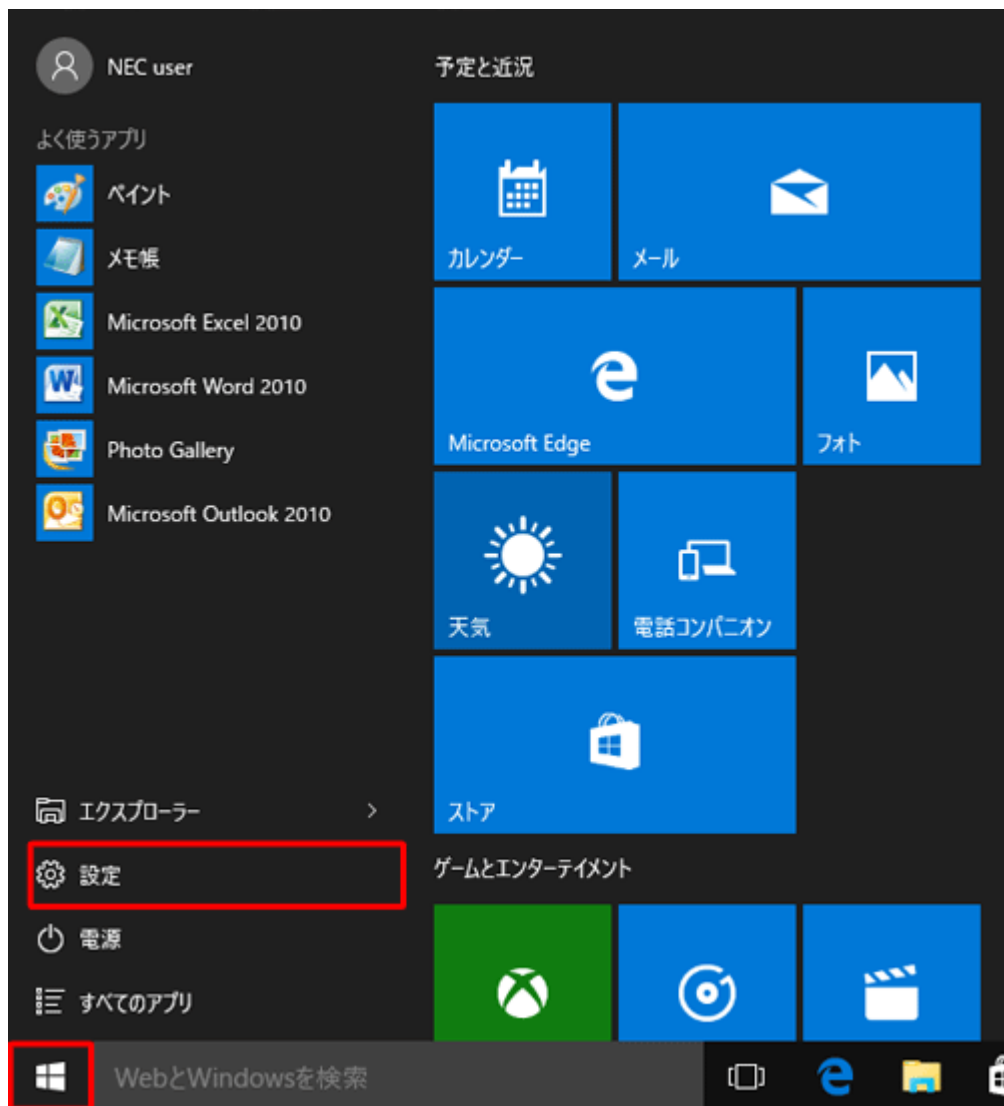 NEC user
よく使うアプリ
ペイント
メモ帳
Microsoft Excel 2010
Microsoft Word 2010
Photo Gallery
Microsoft Outlook 2010
エクスプローラー
設定
電源
すべてのアプリ
予定と近況
カレンダー
メール
Microsoft Edge
フォト
天気
電話コンパニオン
ストア
ゲームとエンターテイメント
WebとWindowsを検索